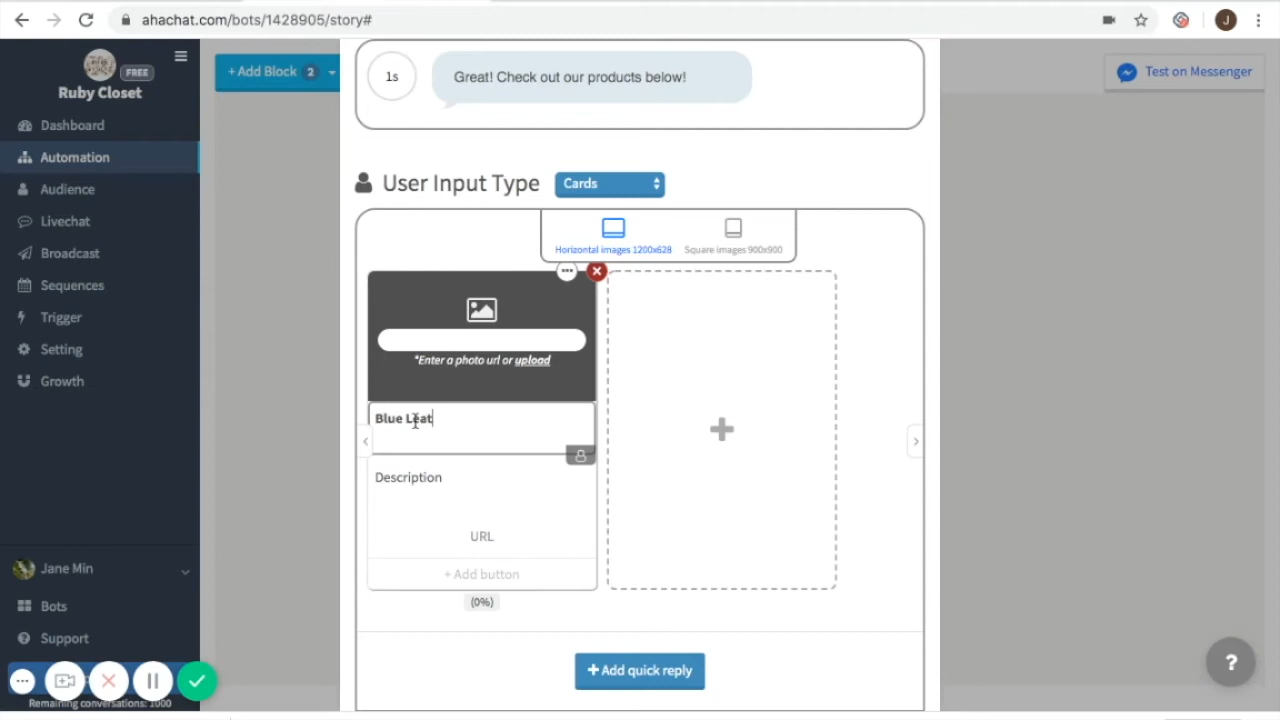 ahachat.com/bots/1428905/story#
J
FREE
Ruby Closet
Dashboard
Automation
Audience
Livechat
Broadcast
Sequences
Trigger
Setting
Growth
Jane Min
Bots
Support
Remaining conversations: 1000
+ Add Block 2
Test on Messenger
1s
Great! Check out our products below!
User Input Type
Cards
Horizontal images 1200x628
Square images 900x900
*Enter a photo url or upload
Blue Leat
Description
URL
+ Add button
(0%)
+ Add quick reply
?